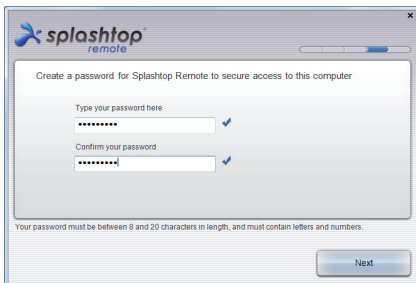 splashtop
remote
Create a password for Splashtop Remote to secure access to this computer
Type your password here
•••••••••
Confirm your password
•••••••••
Your password must be between 8 and 20 characters in length, and must contain letters and numbers.
Next